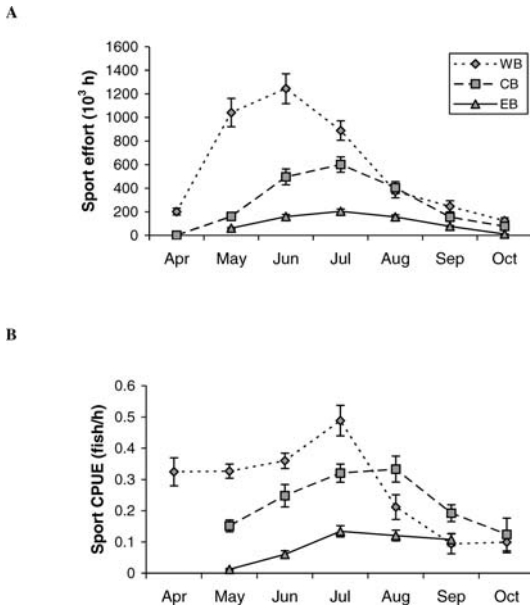 A
Sport effort (10³ h)
1600
1400
1200
1000
800
600
400
200
0
Apr May Jun Jul Aug Sep Oct
WB
CB
EB
B
Sport CPUE (fish/h)
0.6
0.5
0.4
0.3
0.2
0.1
0
Apr May Jun Jul Aug Sep Oct